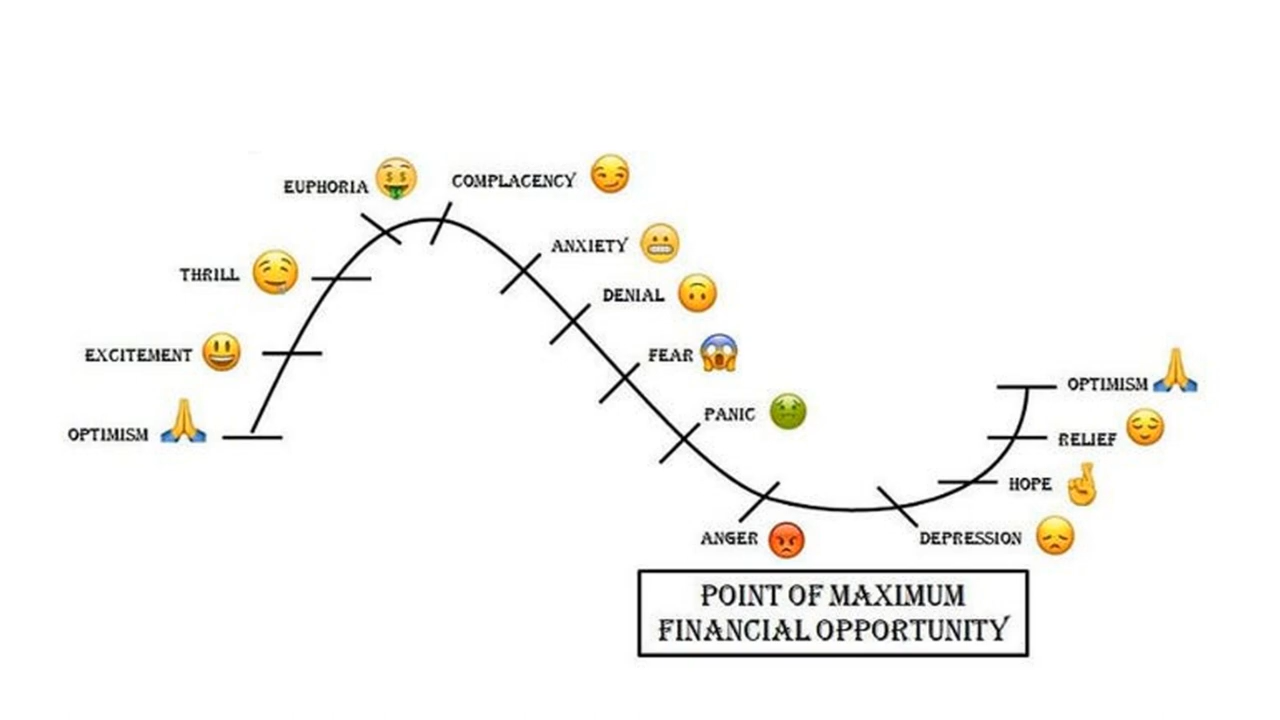 OPTIMISM
EXCITEMENT
THRILL
EUPHORIA
COMPLACENCY
ANXIETY
DENIAL
FEAR
PANIC
ANGER
DEPRESSION
HOPE
RELIEF
OPTIMISM
POINT OF MAXIMUM
FINANCIAL OPPORTUNITY